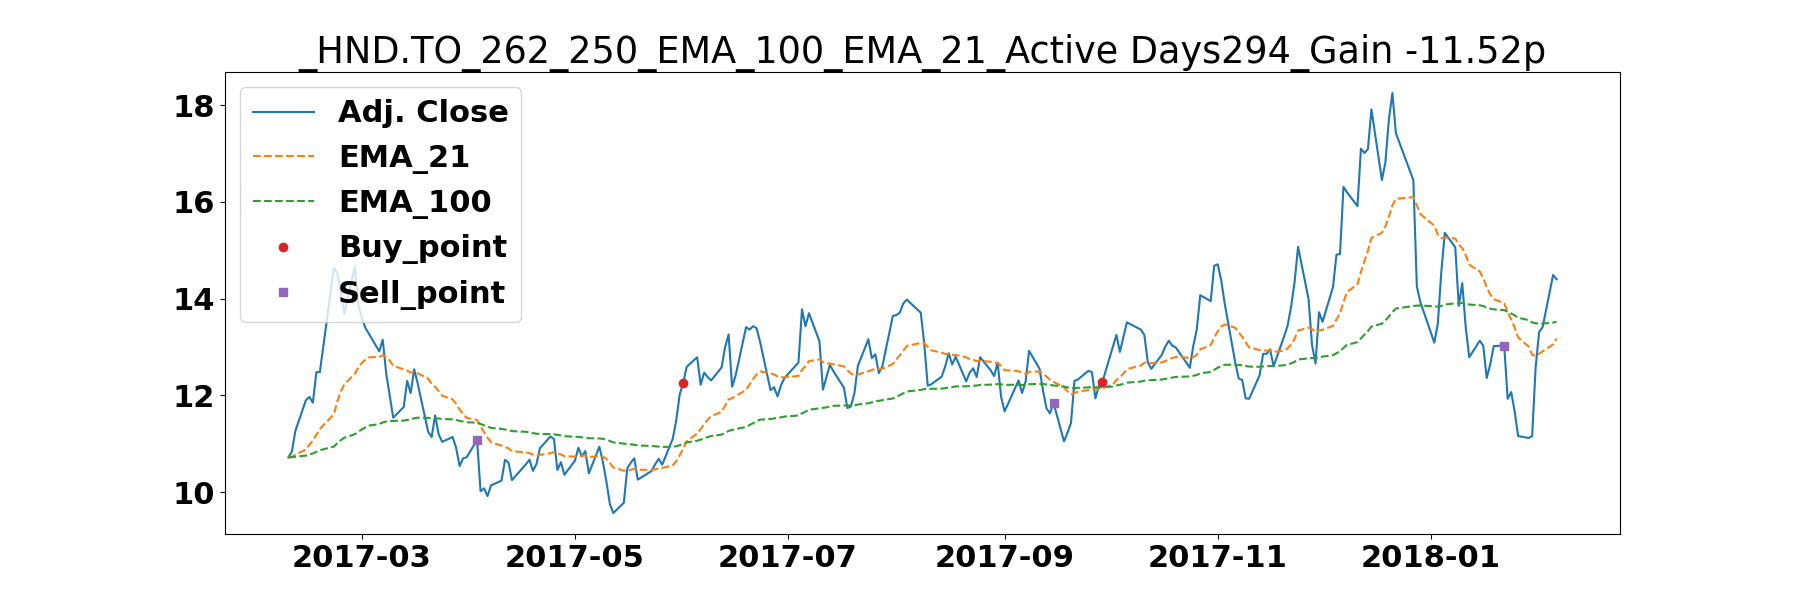 _HND.TO_262_250_EMA_100_EMA_21_Active Days294_Gain -11.52p
18
16
14
12
10
Adj. Close
EMA_21
EMA_100
Buy_point
Sell_point
2017-03 2017-05 2017-07 2017-09 2017-11 2018-01